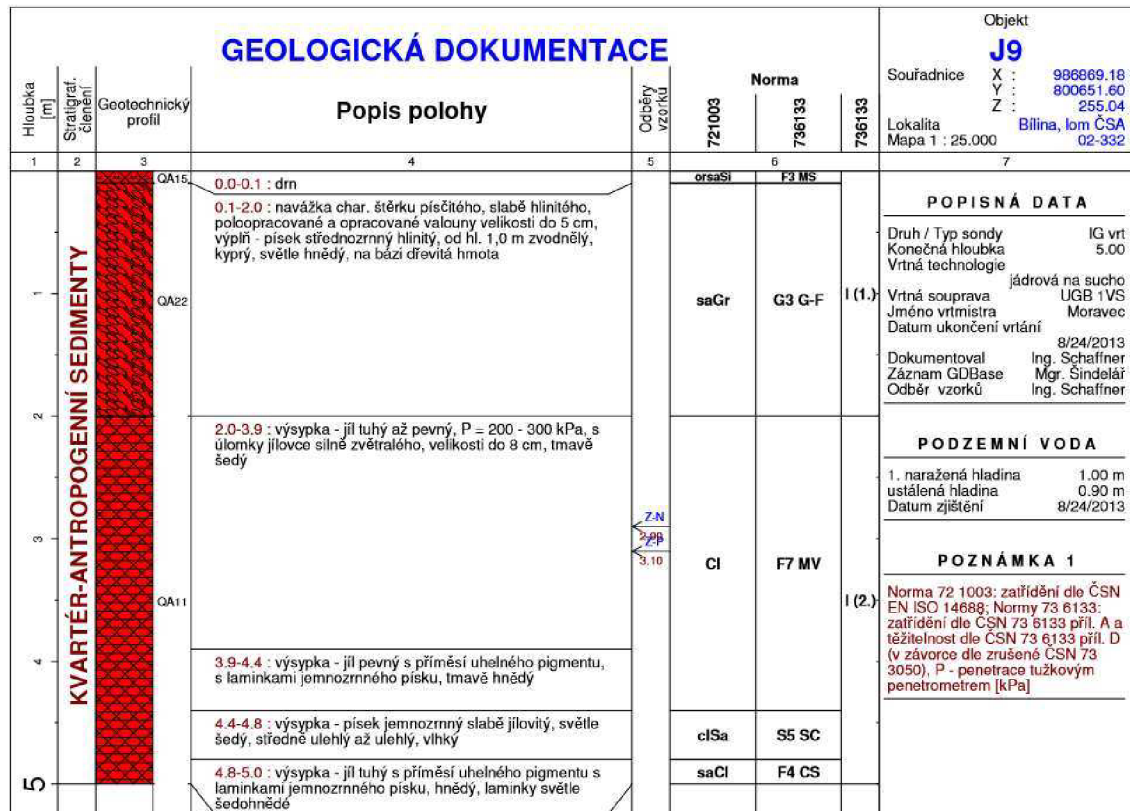 GEOLOGICKÁ DOKUMENTACE
Objekt
J9
Souřadnice X : 986869.18
Y : 800651.60
Z : 255.04
Lokalita Bílina, lom ČSA
Mapa 1 : 25.000 02-332
Hloubka [m]
Stratigraf. členění
Geotechnický profil
Popis polohy
Odběry vzorků
Norma
721003
736133
736133
1 2 3 4 5 6 7
QA15
0.0-0.1 : drn
orsaSi F3 MS
0.1-2.0 : navážka char. štěrku písčitého, slabě hlinitého,
poloopracované a opracované valouny velikosti do 5 cm,
výplň - písek střednozrnný hlinitý, od hl. 1,0 m zvodnělý,
kyprý, světle hnědý, na bázi dřevitá hmota
1
QA22
saGr G3 G-F I (1.)
KVARTÉR-ANTROPOGENNÍ SEDIMENTY
2
2.0-3.9 : výsypka - jíl tuhý až pevný, P = 200 - 300 kPa, s
úlomky jílovce silně zvětralého, velikosti do 8 cm, tmavě
šedý
Z-N
Z-P
3.10
3
CI F7 MV
QA11
I (2.)
3.9-4.4 : výsypka - jíl pevný s příměsí uhelného pigmentu,
s laminkami jemnozrnného písku, tmavě hnědý
4
4.4-4.8 : výsypka - písek jemnozrnný slabě jílovitý, světle
šedý, středně ulehlý až ulehlý, vlhký
clSa S5 SC
4.8-5.0 : výsypka - jíl tuhý s příměsí uhelného pigmentu s
laminkami jemnozrnného písku, hnědý, laminky světle
šedohnědé
saCl F4 CS
5
POPISNÁ DATA
Druh / Typ sondy IG vrt
Konečná hloubka 5.00
Vrtná technologie
jádrová na sucho
Vrtná souprava UGB 1VS
Jméno vrtmistra Moravec
Datum ukončení vrtání
8/24/2013
Dokumentoval Ing. Schaffner
Záznam GDBase Mgr. Šindelář
Odběr vzorků Ing. Schaffner
PODZEMNÍ VODA
1. naražená hladina 1.00 m
ustálená hladina 0.90 m
Datum zjištění 8/24/2013
POZNÁMKA 1
Norma 72 1003: zatřídění dle ČSN
EN ISO 14688; Normy 73 6133:
zatřídění dle ČSN 73 6133 příl. A a
těžitelnost dle ČSN 73 6133 příl. D
(v závorce dle zrušené ČSN 73
3050), P - penetrace tužkovým
penetrometrem [kPa]